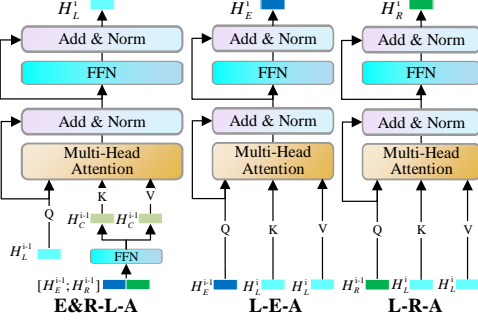 H_L^i H_E^i H_R^i
Add & Norm Add & Norm Add & Norm
FFN FFN FFN
Add & Norm Add & Norm Add & Norm
Multi-Head Attention Multi-Head Attention Multi-Head Attention
Q K V Q K V Q K V
H_C^{i-1} H_C^{i-1}
H_L^{i-1}
FFN
[H_E^{i-1};H_R^{i-1}] H_E^{i-1} H_L^i H_L^i H_R^{i-1} H_L^i H_L^i
E&R-L-A L-E-A L-R-A